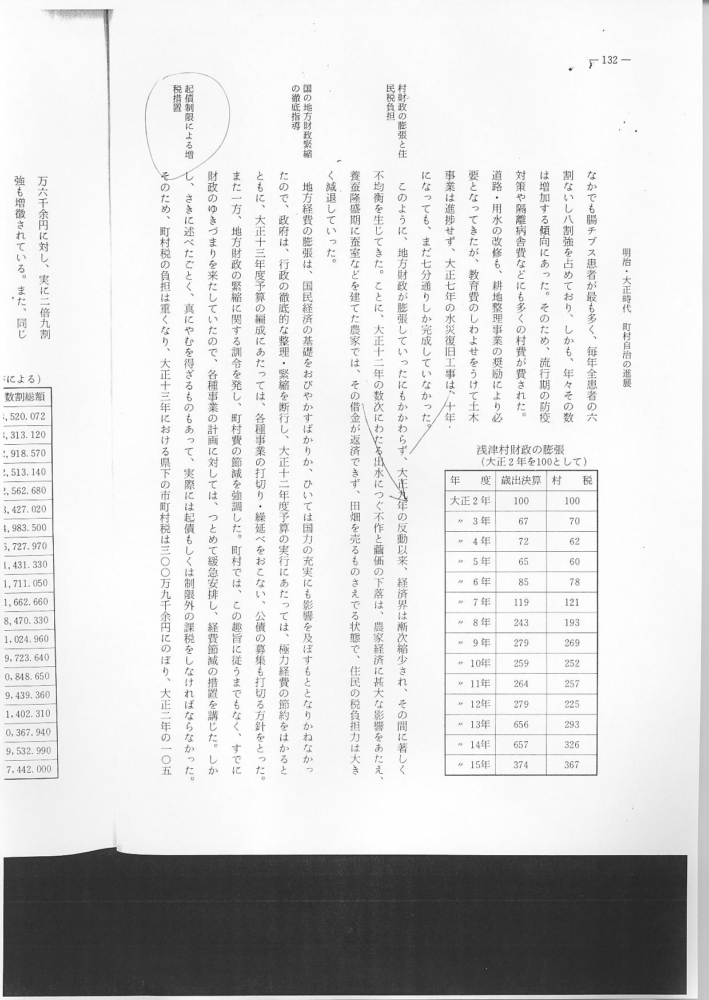 ― 132 ―
明治・大正時代　町村自治の進展
なかでも腸チブス患者が最も多く、毎年全患者の六
割ないし八割強を占めており、しかも、年々その数
は増加する傾向にあった。そのため、流行期の防疫
対策や隔離病舎費などにも多くの村費が費された。
道路・用水の改修も、耕地整理事業の奨励により必
要となってきたが、教育費のしわよせをうけて土木
事業は進捗せず、大正七年の水災復旧工事は、十年
になっても、まだ七分通りしか完成していなかった。
浅津村財政の膨張
（大正２年を100として）
年　度 歳出決算 村　税
大正２年 100 100
〃 ３年 67 70
〃 ４年 72 62
〃 ５年 65 60
〃 ６年 85 78
〃 ７年 119 121
〃 ８年 243 193
〃 ９年 279 269
〃 10年 259 252
〃 11年 264 257
〃 12年 279 225
〃 13年 656 293
〃 14年 657 326
〃 15年 374 367
村財政の膨張と住
民税負担
このように、地方財政が膨張していったにもかかわらず、大正九年の反動以来、経済界は漸次縮少され、その間に著しく
不均衡を生じてきた。ことに、大正十二年の数次にわたる出水につぐ不作と繭価の下落は、農家経済に甚大な影響をあたえ、
養蚕隆盛期に蚕室などを建てた農家では、その借金が返済できず、田畑を売るものさえでる状態で、住民の税負担力は大き
く減退していった。
国の地方財政緊縮
の徹底指導
地方経費の膨張は、国民経済の基礎をおびやかすばかりか、ひいては国力の充実にも影響を及ぼすもととなりかねなかっ
たので、政府は、行政の徹底的な整理・緊縮を断行し、大正十二年度予算の実行にあたっては、極力経費の節約をはかると
ともに、大正十三年度予算の編成にあたっては、各種事業の打切り・繰延べをおこない、公債の募集も打切る方針をとった。
また一方、地方財政の緊縮に関する訓令を発し、町村費の節減を強調した。町村では、この趣旨に従うまでもなく、すでに
財政のゆきづまりを来たしていたので、各種事業の計画に対しては、つとめて緩急安排し、経費節減の措置を講じた。しか
し、さきに述べたごとく、真にやむを得ざるものもあって、実際には起債もしくは制限外の課税をしなければならなかった。
起債制限による増
税措置
そのため、町村税の負担は重くなり、大正十三年における県下の市町村税は三〇〇万九千余円にのぼり、大正二年の一〇五
万六千余円に対し、実に二倍九割
強も増徴されている。また、同じ
による）
数割総額
,520.072
,313.120
,918.570
,513.140
,562.680
,427.020
,983.500
,727.970
,431.330
,711.050
1,662.660
8,470.330
1,024.960
9,723.640
0,848.650
9,439.360
1,402.310
0,367.940
9,532.990
7,442.000